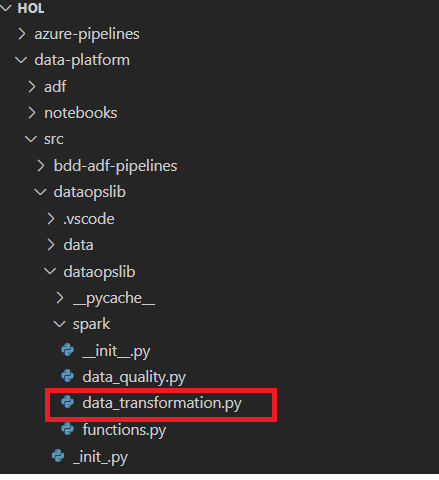 HOL
azure-pipelines
data-platform
adf
notebooks
src
bdd-adf-pipelines
dataopslib
.vscode
data
dataopslib
__pycache__
spark
__init__.py
data_quality.py
data_transformation.py
functions.py
_init_.py